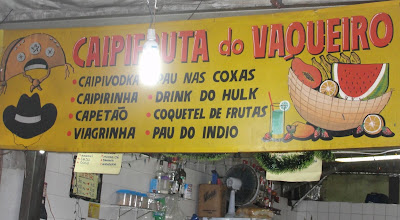 CAIPIFRUTA do VAQUEIRO
• CAIPIVODKA • PAU NAS COXAS
• CAIPIRINHA • DRINK DO HULK
• CAPETÃO • COQUETEL DE FRUTAS
• VIAGRINHA • PAU DO INDIO